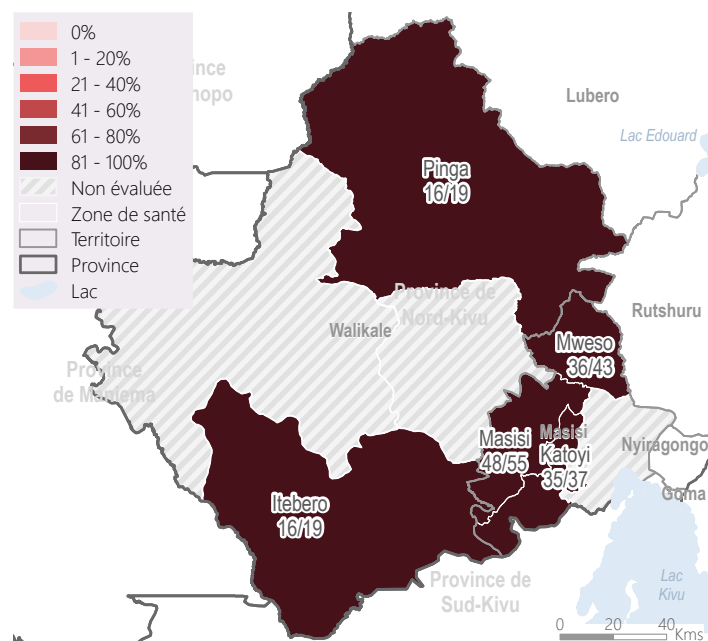 0%
1 - 20%
21 - 40%
41 - 60%
61 - 80%
81 - 100%
Non évaluée
Zone de santé
Territoire
Province
Lac
ince
hopo
Lubero
Lac Edouard
Pinga
16/19
Province de
Nord-Kivu
Walikale
Rutshuru
Mweso
36/43
Province
de Maniema
Masisi
48/55
Masisi
Katoyi
35/37
Nyiragongo
Goma
Itebero
16/19
Province de
Sud-Kivu
Lac
Kivu
0 20 40
Kms